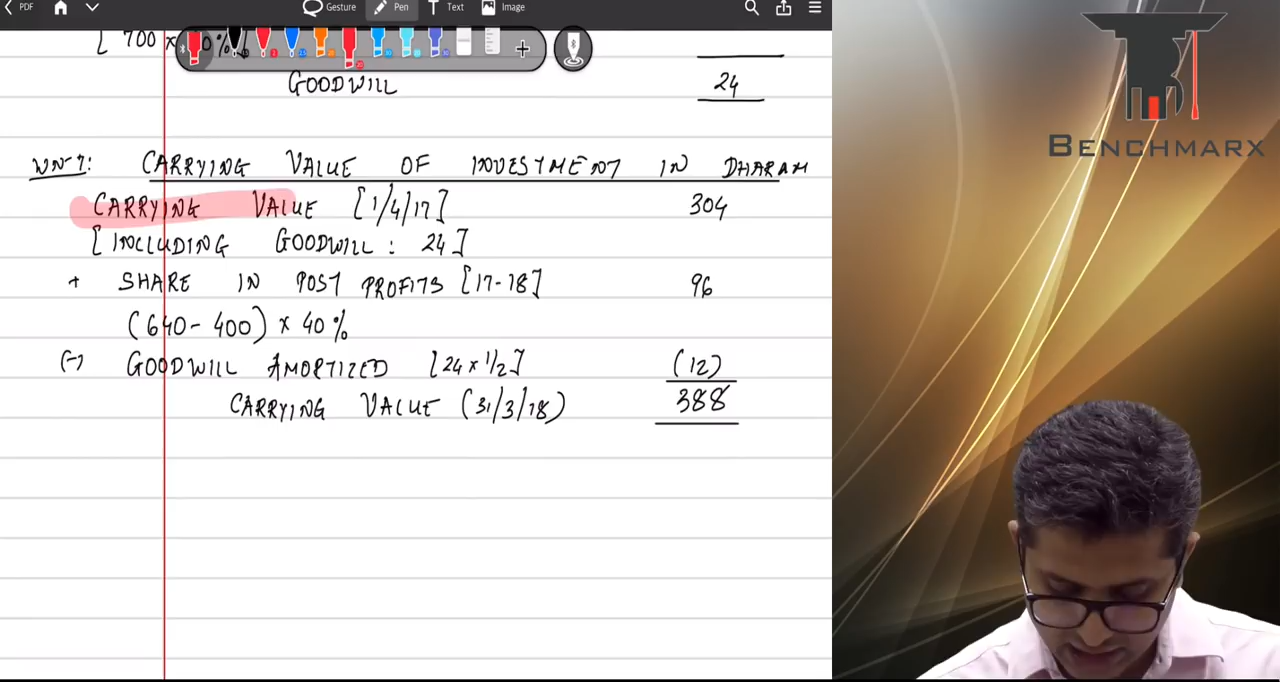 PDF
Gesture
Pen
Text
Image
[ 700 ×
%
GOODWILL 24
WN-7: CARRYING VALUE OF INVESTMENT IN DHARAM
CARRYING VALUE [1/4/17] 304
[INCLUDING GOODWILL : 24]
+ SHARE IN POST PROFITS [17-18] 96
(640 - 400) × 40%
(-) GOODWILL AMORTIZED [24 × 1/2] (12)
CARRYING VALUE (31/3/18) 388
BENCHMARX